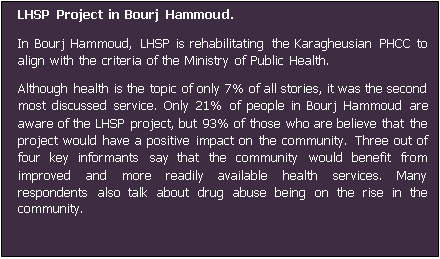 LHSP Project in Bourj Hammoud.
In Bourj Hammoud, LHSP is rehabilitating the Karagheusian PHCC to
align with the criteria of the Ministry of Public Health.
Although health is the topic of only 7% of all stories, it was the second
most discussed service. Only 21% of people in Bourj Hammoud are
aware of the LHSP project, but 93% of those who are believe that the
project would have a positive impact on the community. Three out of
four key informants say that the community would benefit from
improved and more readily available health services. Many
respondents also talk about drug abuse being on the rise in the
community.